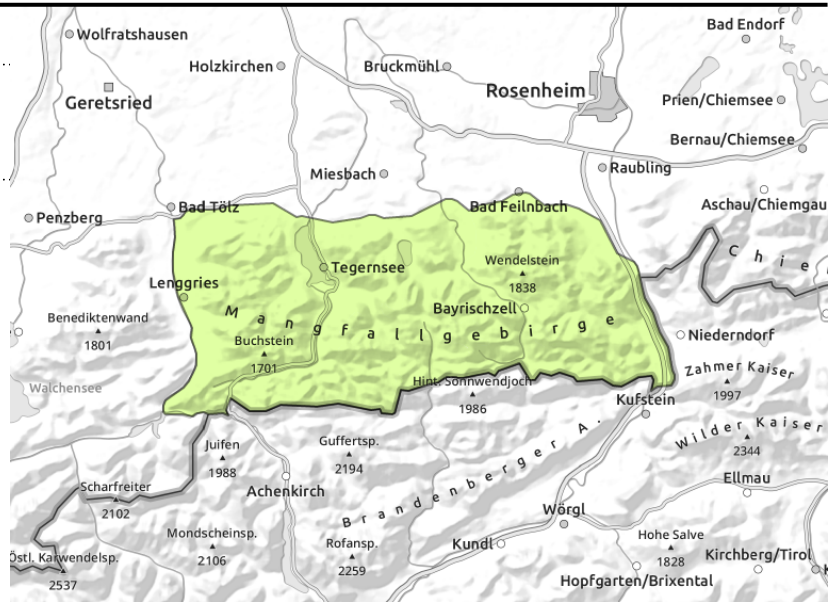 Bad Endorf
Wolfratshausen
Holzkirchen
Bruckmühl
Rosenheim
Geretsried
Prien/Chiemsee
Bernau/Chiemsee
Miesbach
Raubling
Bad Tölz
Bad Feilnbach
Aschau/Chiemgau
Penzberg
Chie
Wendelstein
1838
Tegernsee
Lenggries
Mangfallgebirge
Bayrischzell
Benediktenwand
1801
Buchstein
1701
Niederndorf
Zahmer Kaiser
1997
Walchensee
Hint. Sonnwendjoch
1986
Kufstein
Wilder Kaiser
2344
Juifen
1988
Guffertsp.
2194
Brandenberger A.
Achenkirch
Scharfreiter
2102
Ellmau
Wörgl
Mondscheinsp.
2106
Rofansp.
2259
Kundl
Hohe Salve
1828
Kirchberg/Tirol
K
Östl. Karwendelsp.
2537
Hopfgarten/Brixental